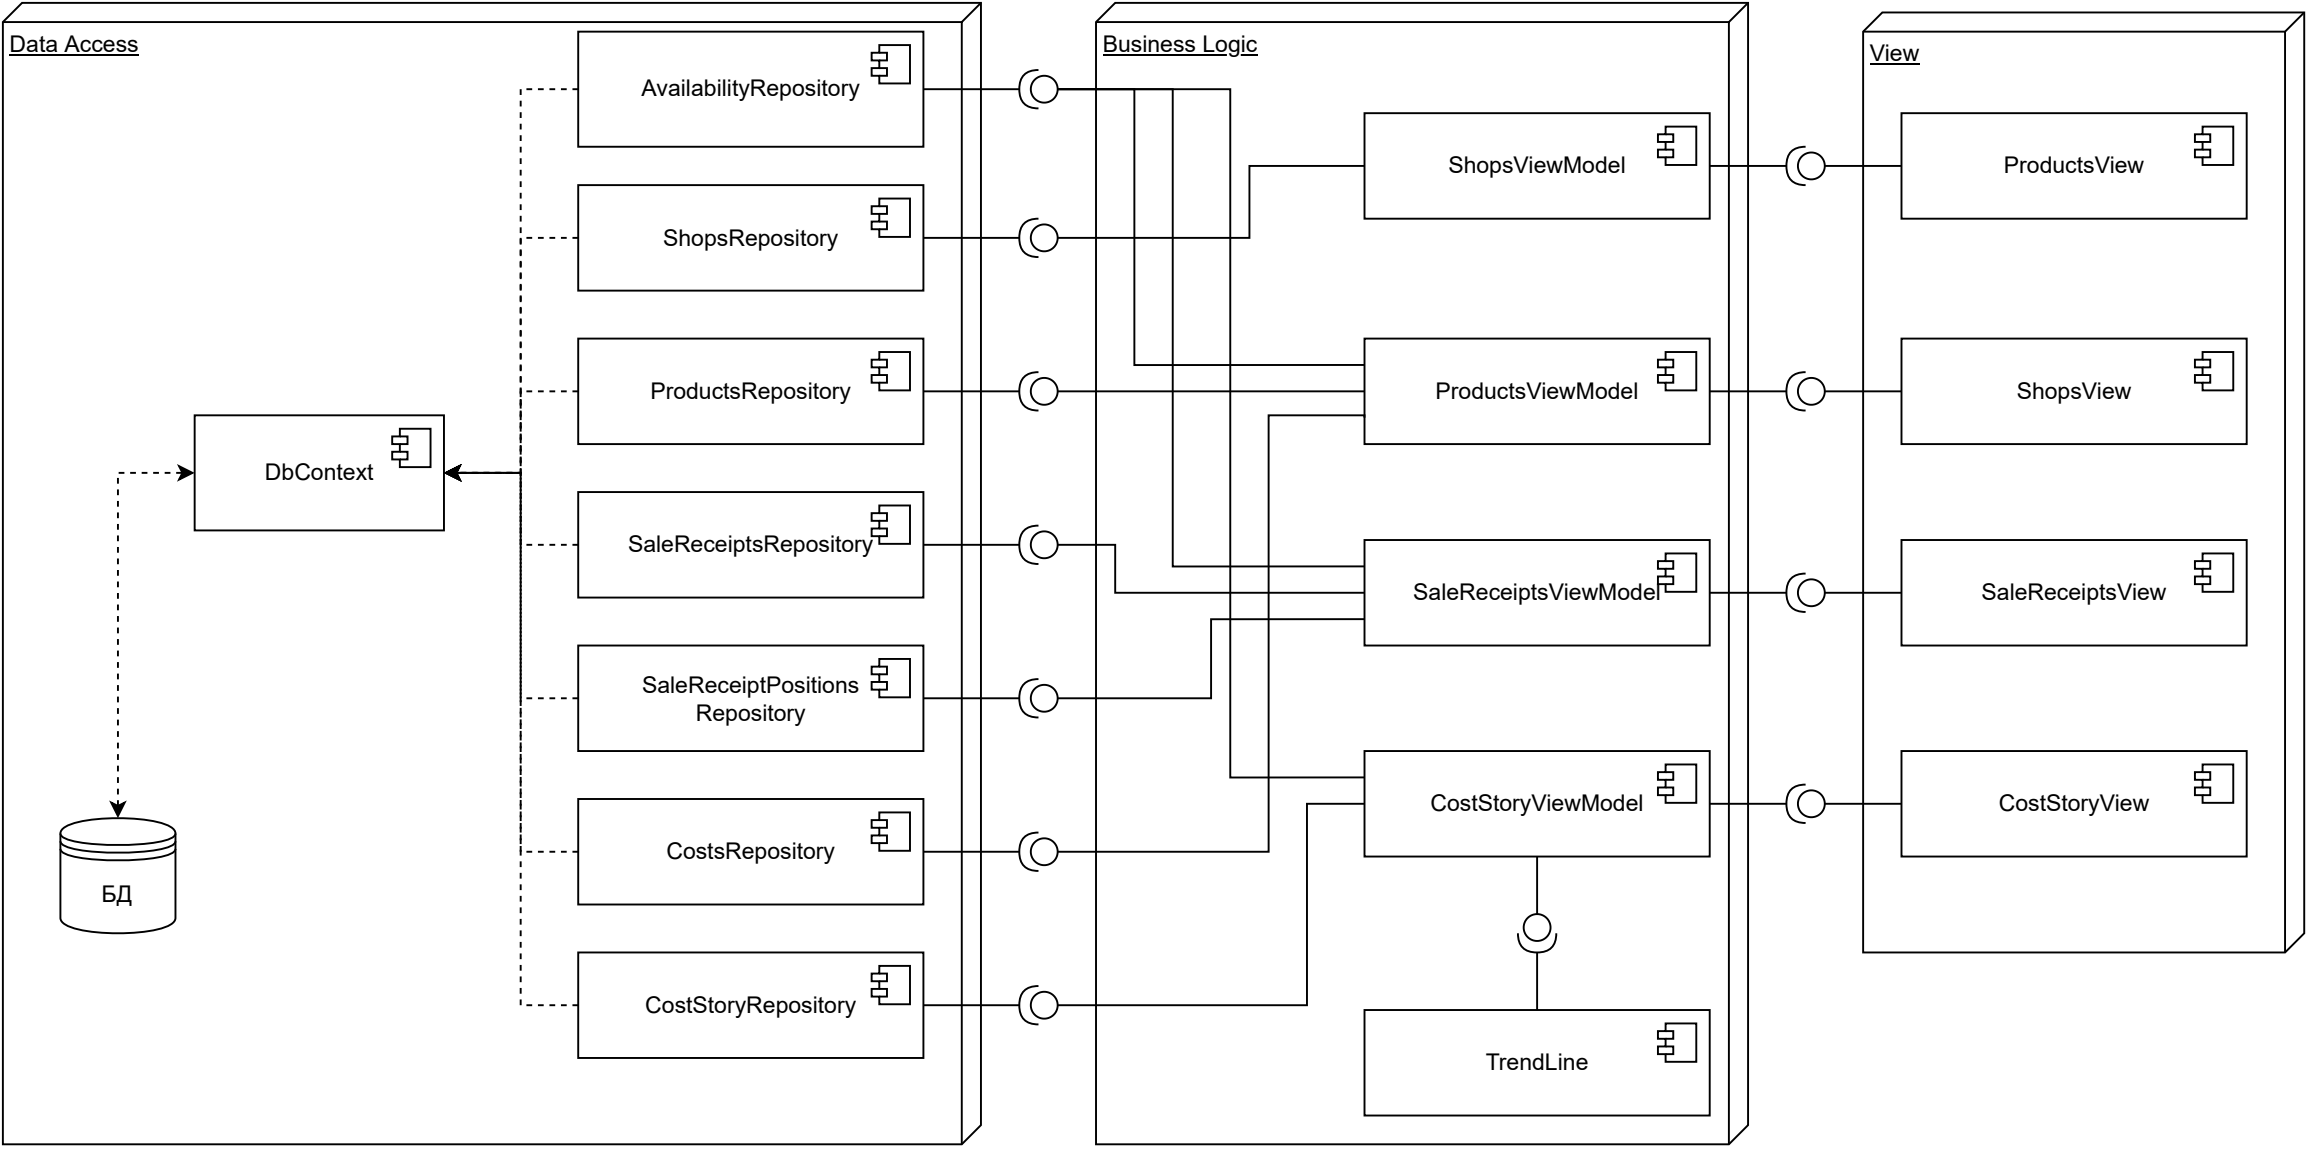 Data Access
AvailabilityRepository
ShopsRepository
ProductsRepository
DbContext
SaleReceiptsRepository
SaleReceiptPositions
Repository
CostsRepository
БД
CostStoryRepository
Business Logic
ShopsViewModel
ProductsViewModel
SaleReceiptsViewModel
CostStoryViewModel
TrendLine
View
ProductsView
ShopsView
SaleReceiptsView
CostStoryView